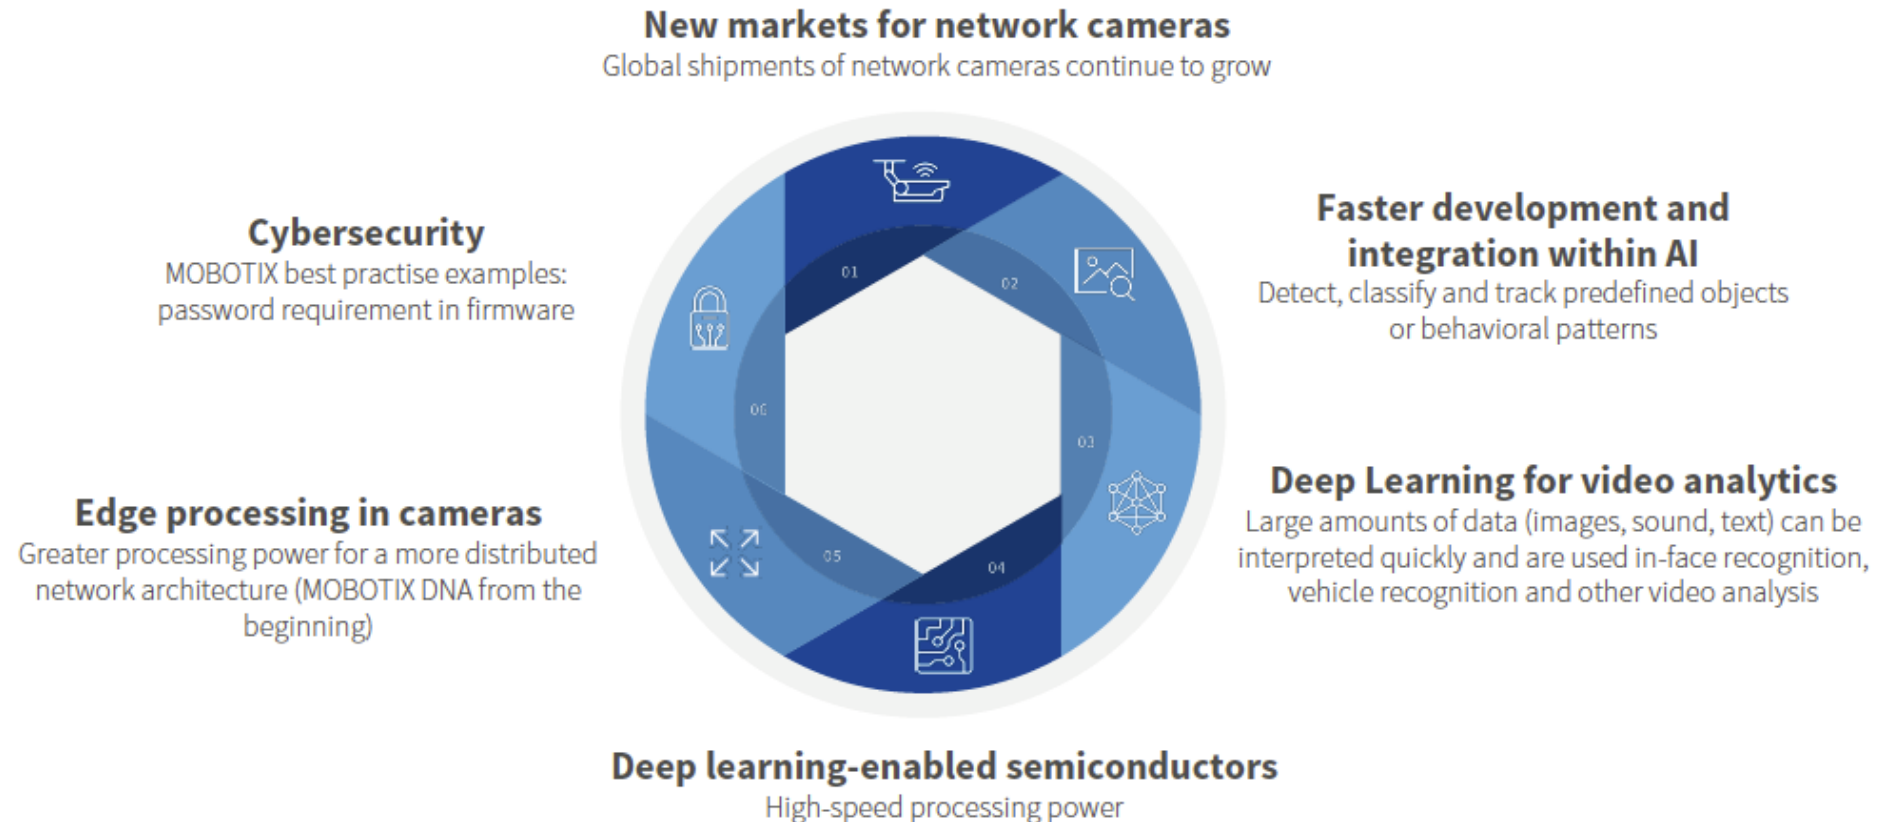 New markets for network cameras
Global shipments of network cameras continue to grow
Faster development and
integration within AI
Detect, classify and track predefined objects
or behavioral patterns
Deep Learning for video analytics
Large amounts of data (images, sound, text) can be
interpreted quickly and are used in-face recognition,
vehicle recognition and other video analysis
Deep learning-enabled semiconductors
High-speed processing power
Edge processing in cameras
Greater processing power for a more distributed
network architecture (MOBOTIX DNA from the
beginning)
Cybersecurity
MOBOTIX best practise examples:
password requirement in firmware
01
02
03
04
05
06